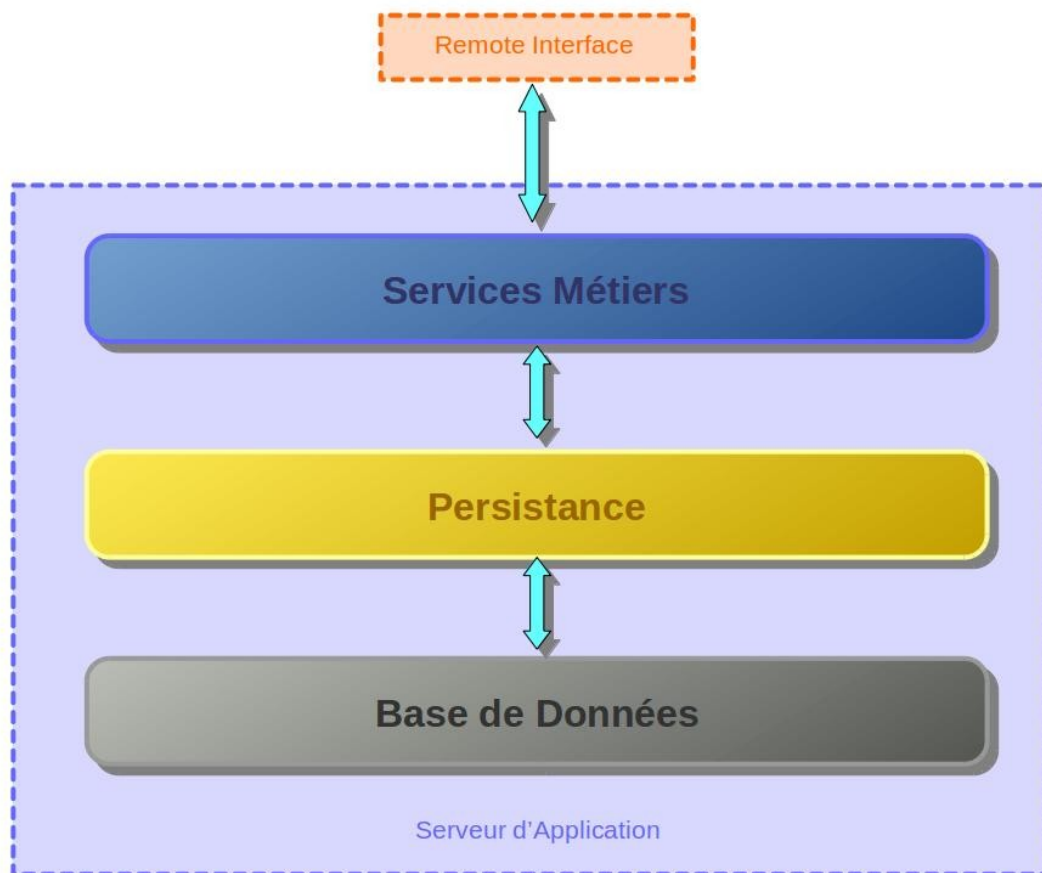 Remote Interface
Services Métiers
Persistance
Base de Données
Serveur d’Application